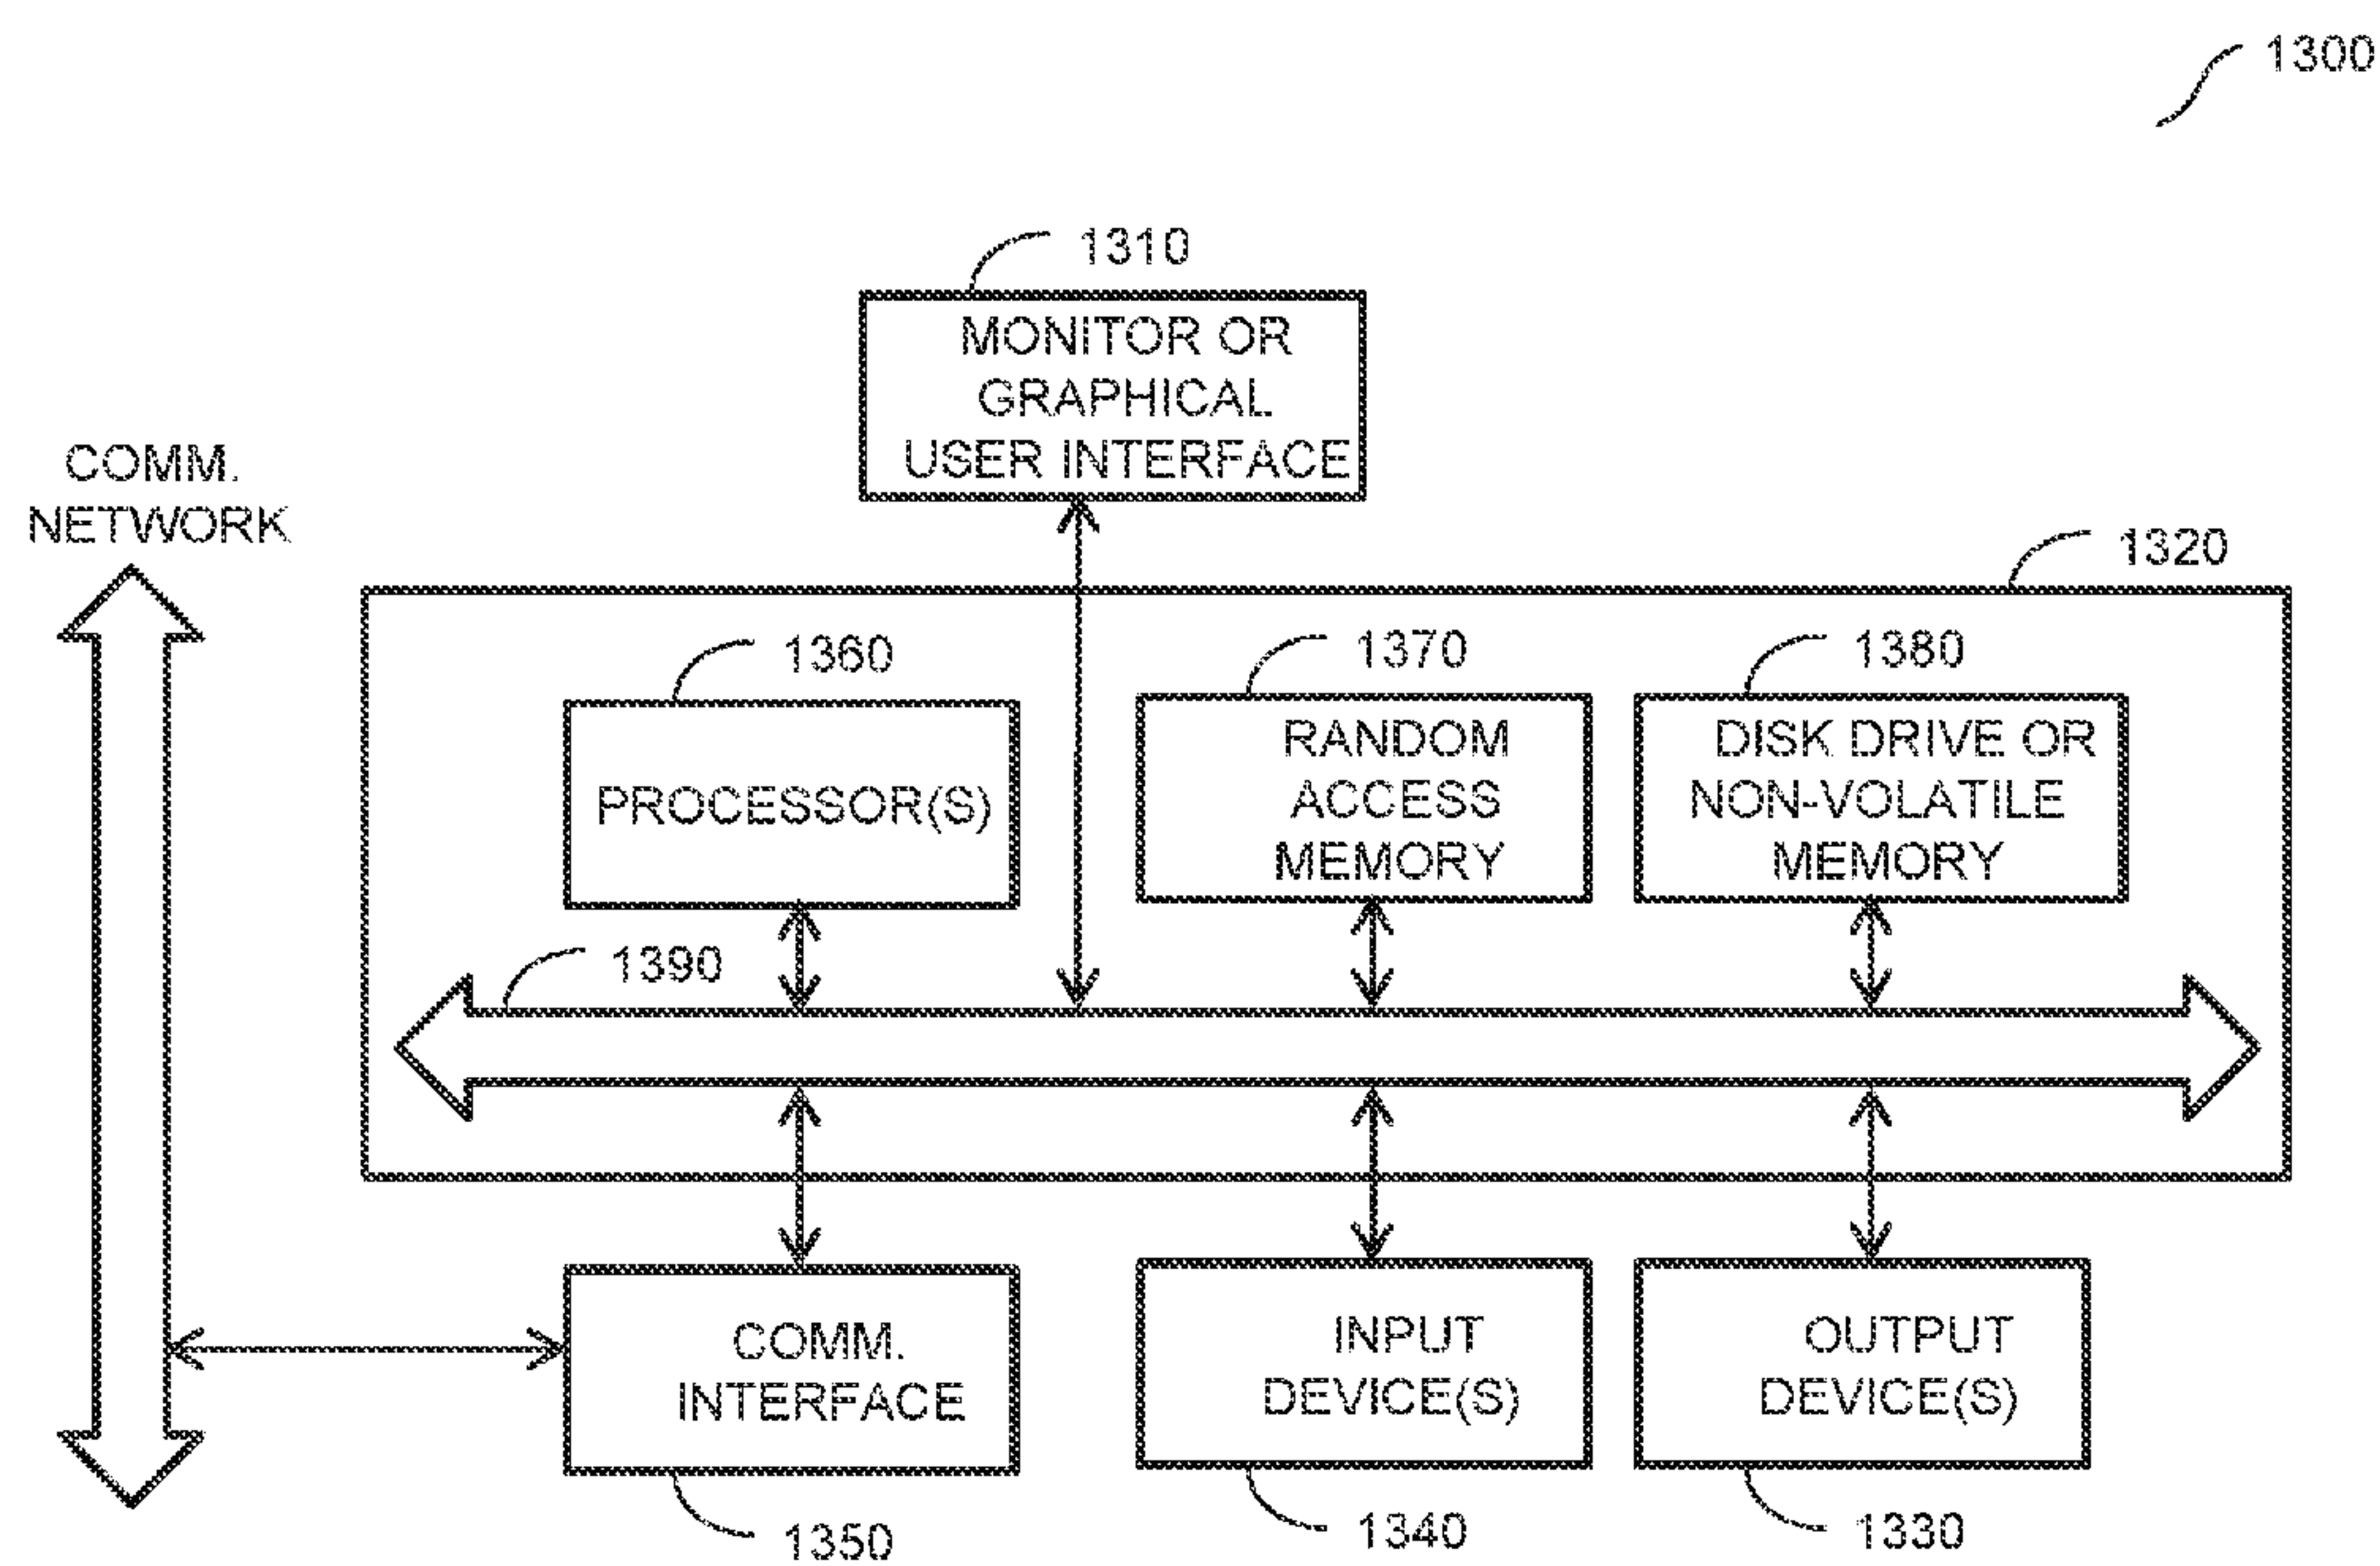 1300
1310
MONITOR OR
GRAPHICAL
USER INTERFACE
COMM.
NETWORK
1320
1360
PROCESSOR(S)
1370
RANDOM
ACCESS
MEMORY
1380
DISK DRIVE OR
NON-VOLATILE
MEMORY
1390
COMM.
INTERFACE
1350
INPUT
DEVICE(S)
1340
OUTPUT
DEVICE(S)
1330